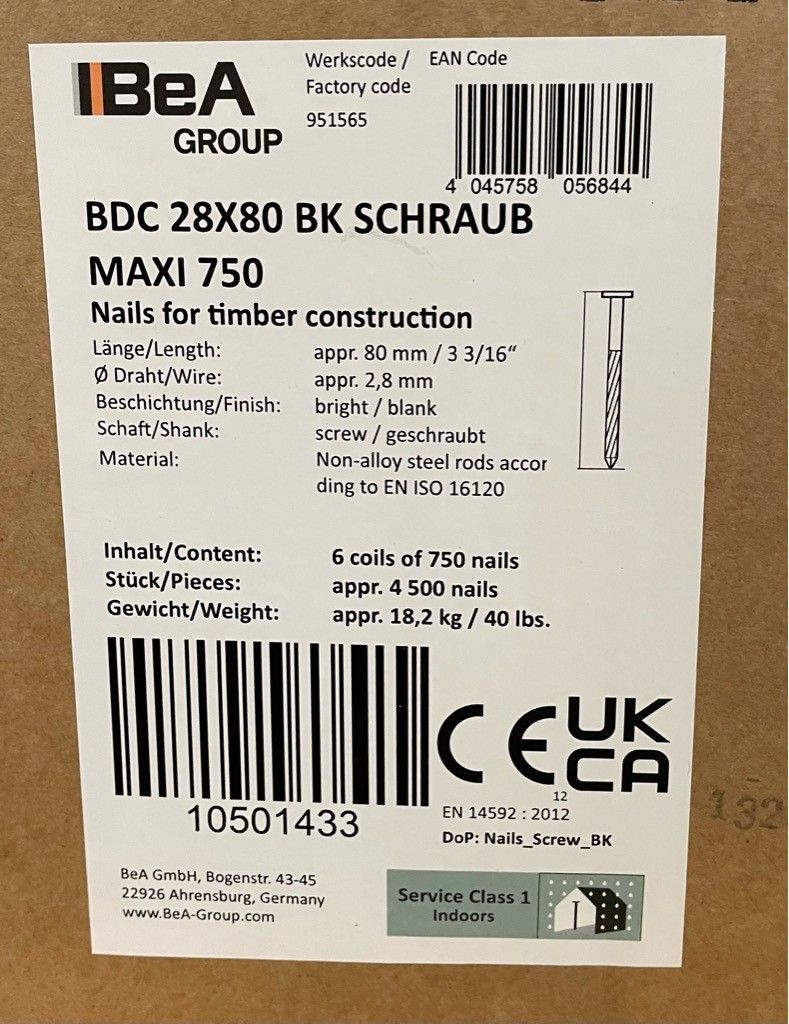 BeA
GROUP
Werkscode / EAN Code
Factory code
951565
4 045758 056844
BDC 28X80 BK SCHRAUB
MAXI 750
Nails for timber construction
Länge/Length: appr. 80 mm / 3 3/16“
Ø Draht/Wire: appr. 2,8 mm
Beschichtung/Finish: bright / blank
Schaft/Shank: screw / geschraubt
Material: Non-alloy steel rods accor
ding to EN ISO 16120
Inhalt/Content: 6 coils of 750 nails
Stück/Pieces: appr. 4 500 nails
Gewicht/Weight: appr. 18,2 kg / 40 lbs.
10501433
CE UK
CA
12
EN 14592 : 2012
DoP: Nails_Screw_BK
BeA GmbH, Bogenstr. 43-45
22926 Ahrensburg, Germany
www.BeA-Group.com
Service Class 1
Indoors
132